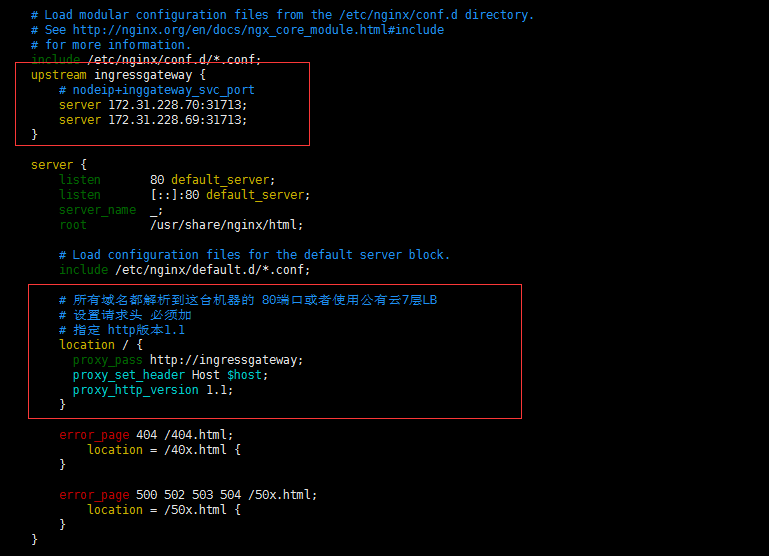 # Load modular configuration files from the /etc/nginx/conf.d directory.
# See http://nginx.org/en/docs/ngx_core_module.html#include
# for more information.
include /etc/nginx/conf.d/*.conf;
upstream ingressgateway {
# nodeip+inggateway_svc_port
server 172.31.228.70:31713;
server 172.31.228.69:31713;
}
server {
listen 80 default_server;
listen [::]:80 default_server;
server_name _;
root /usr/share/nginx/html;
# Load configuration files for the default server block.
include /etc/nginx/default.d/*.conf;
# 所有域名都解析到这台机器的 80端口或者使用公有云7层LB
# 设置请求头 必须加
# 指定 http版本1.1
location / {
proxy_pass http://ingressgateway;
proxy_set_header Host $host;
proxy_http_version 1.1;
}
error_page 404 /404.html;
location = /40x.html {
}
error_page 500 502 503 504 /50x.html;
location = /50x.html {
}
}